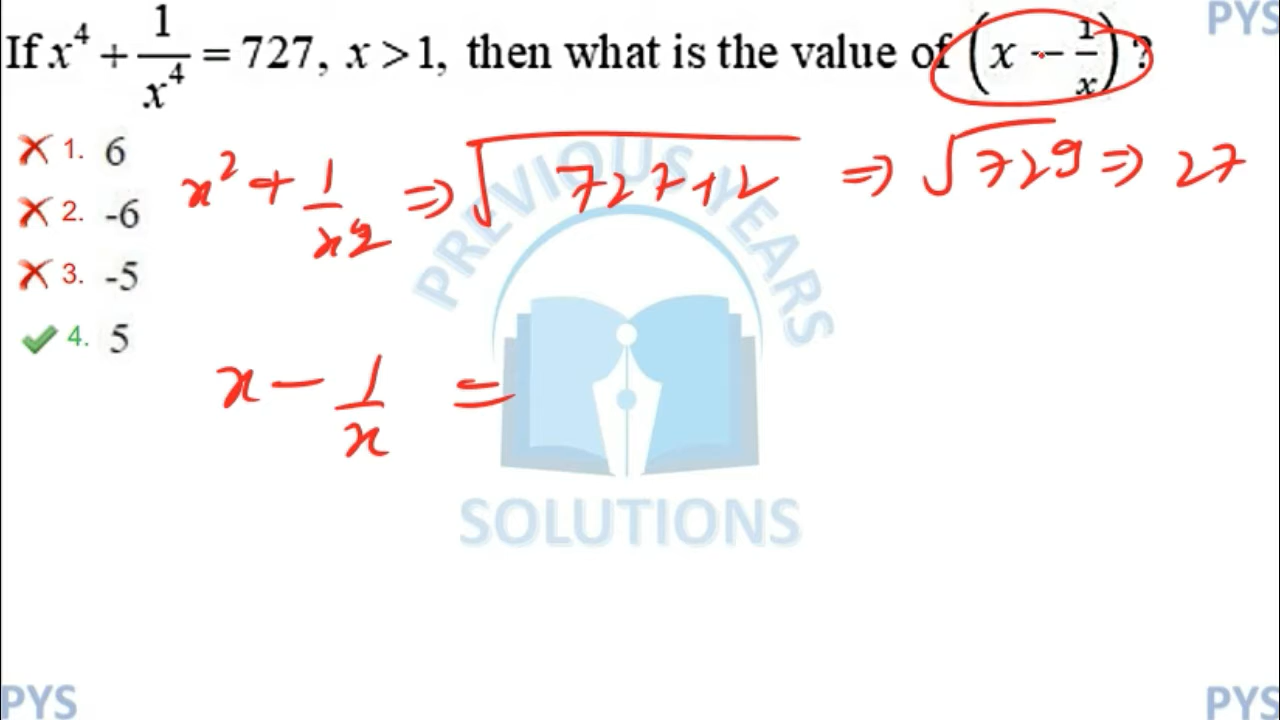 PYS
If x⁴ + 1/x⁴ = 727, x > 1, then what is the value of (x − 1/x)?
1. 6
2. -6
3. -5
4. 5
x² + 1/x² ⇒ √727+2 ⇒ √729 ⇒ 27
x − 1/x =
PREVIOUS YEARS
SOLUTIONS
PYS
PYS